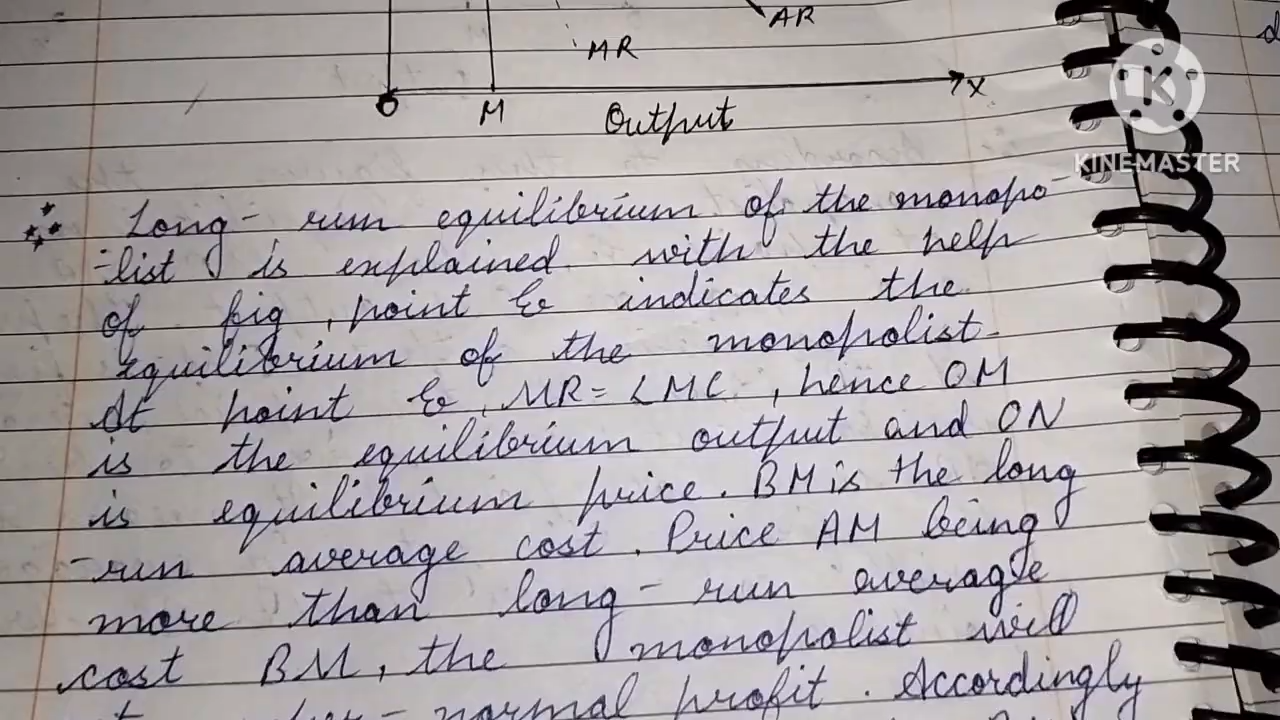 AR
MR
O M Output X
KINEMASTER
Long- run equilibrium of the monopo-
-list is explained with the help
of fig, point E indicates the
equilibrium of the monopolist.
At point E, MR = LMC, hence OM
is the equilibrium output and ON
is equilibrium price. BM is the long
-run average cost. Price AM being
more than long-run average
cost BM, the monopolist will
-normal profit. Accordingly